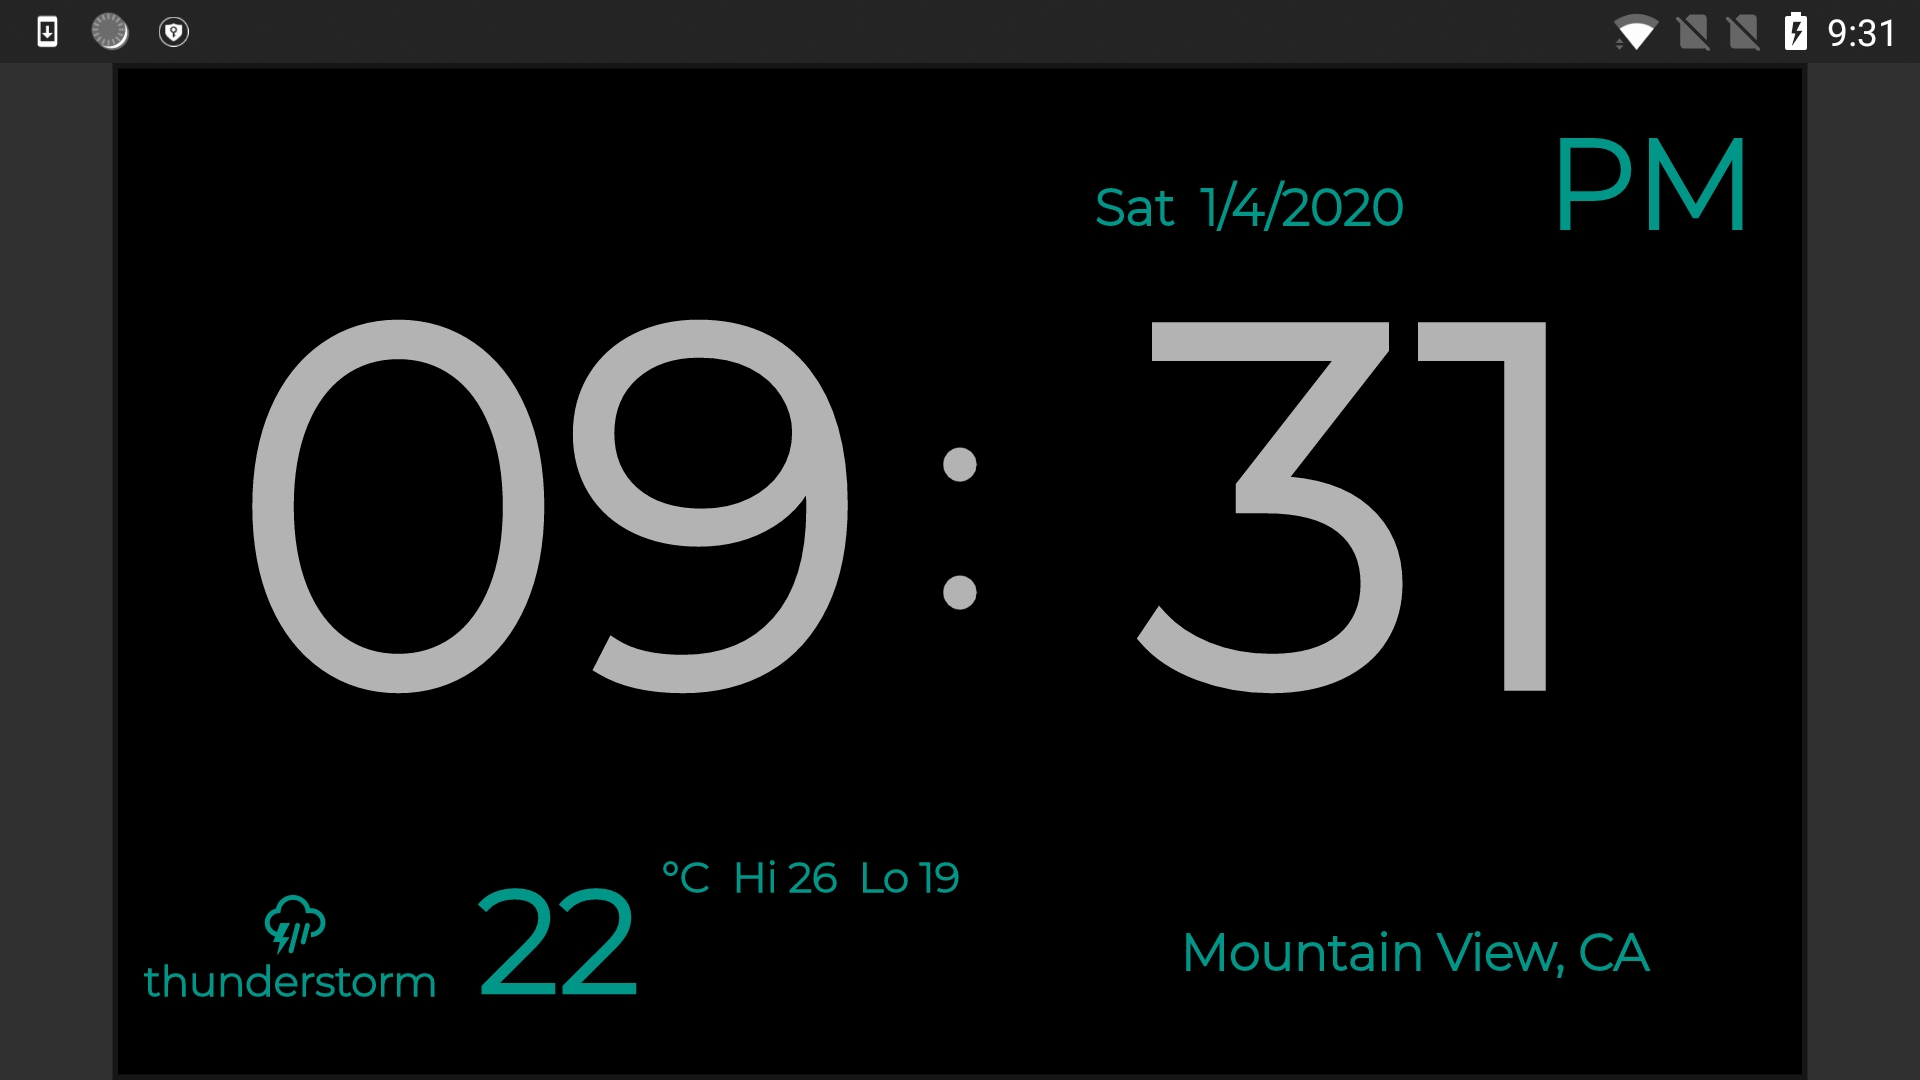 9:31
PM
Sat 1/4/2020
09:31
°C Hi 26 Lo 19
22
thunderstorm
Mountain View, CA